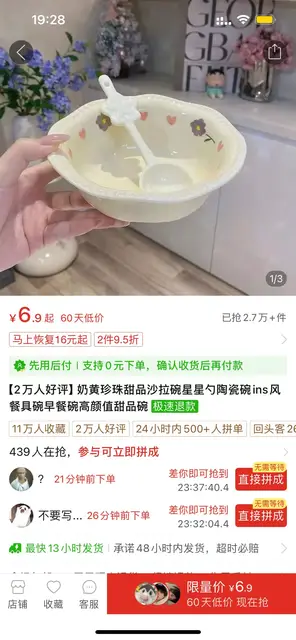 19:28
1/3
¥6.9起 60天低价
已抢2.7万+件
马上恢复16元起 2件9.5折
先用后付 | 支持0元下单，确认收货后再付款
【2万人好评】奶黄珍珠甜品沙拉碗星星勺陶瓷碗ins风
餐具碗早餐碗高颜值甜品碗 极速退款
11万人收藏 2万人好评 24小时内500+人拼单 回头客26
439人在抢，参与可立即拼成
? 21分钟前下单
差你即可抢到
23:37:40.4
无需等待
直接拼成
不要写... 26分钟前下单
差你即可抢到
23:32:04.4
无需等待
直接拼成
最快13小时发货 | 承诺48小时内发货，超时必赔
店铺 收藏 客服
限量价 ¥6.9
60天低价 现在抢